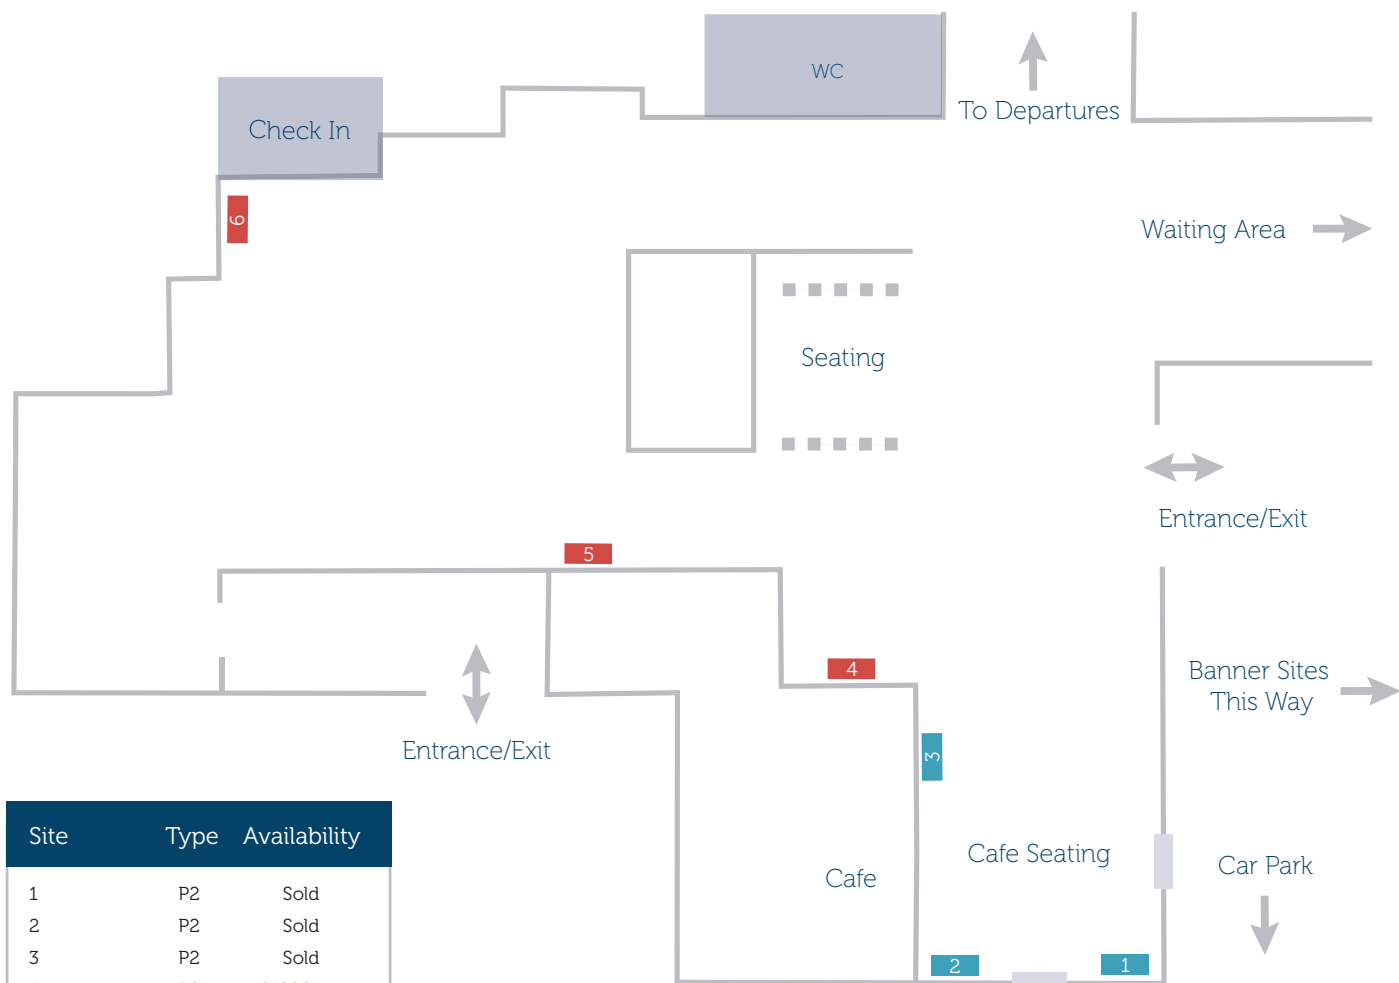 WC
To Departures
Check In
6
Waiting Area
Seating
Entrance/Exit
5
4
Banner Sites
This Way
3
Entrance/Exit
Cafe Seating
Car Park
Cafe
2
1
Site Type Availability
1 P2 Sold
2 P2 Sold
3 P2 Sold